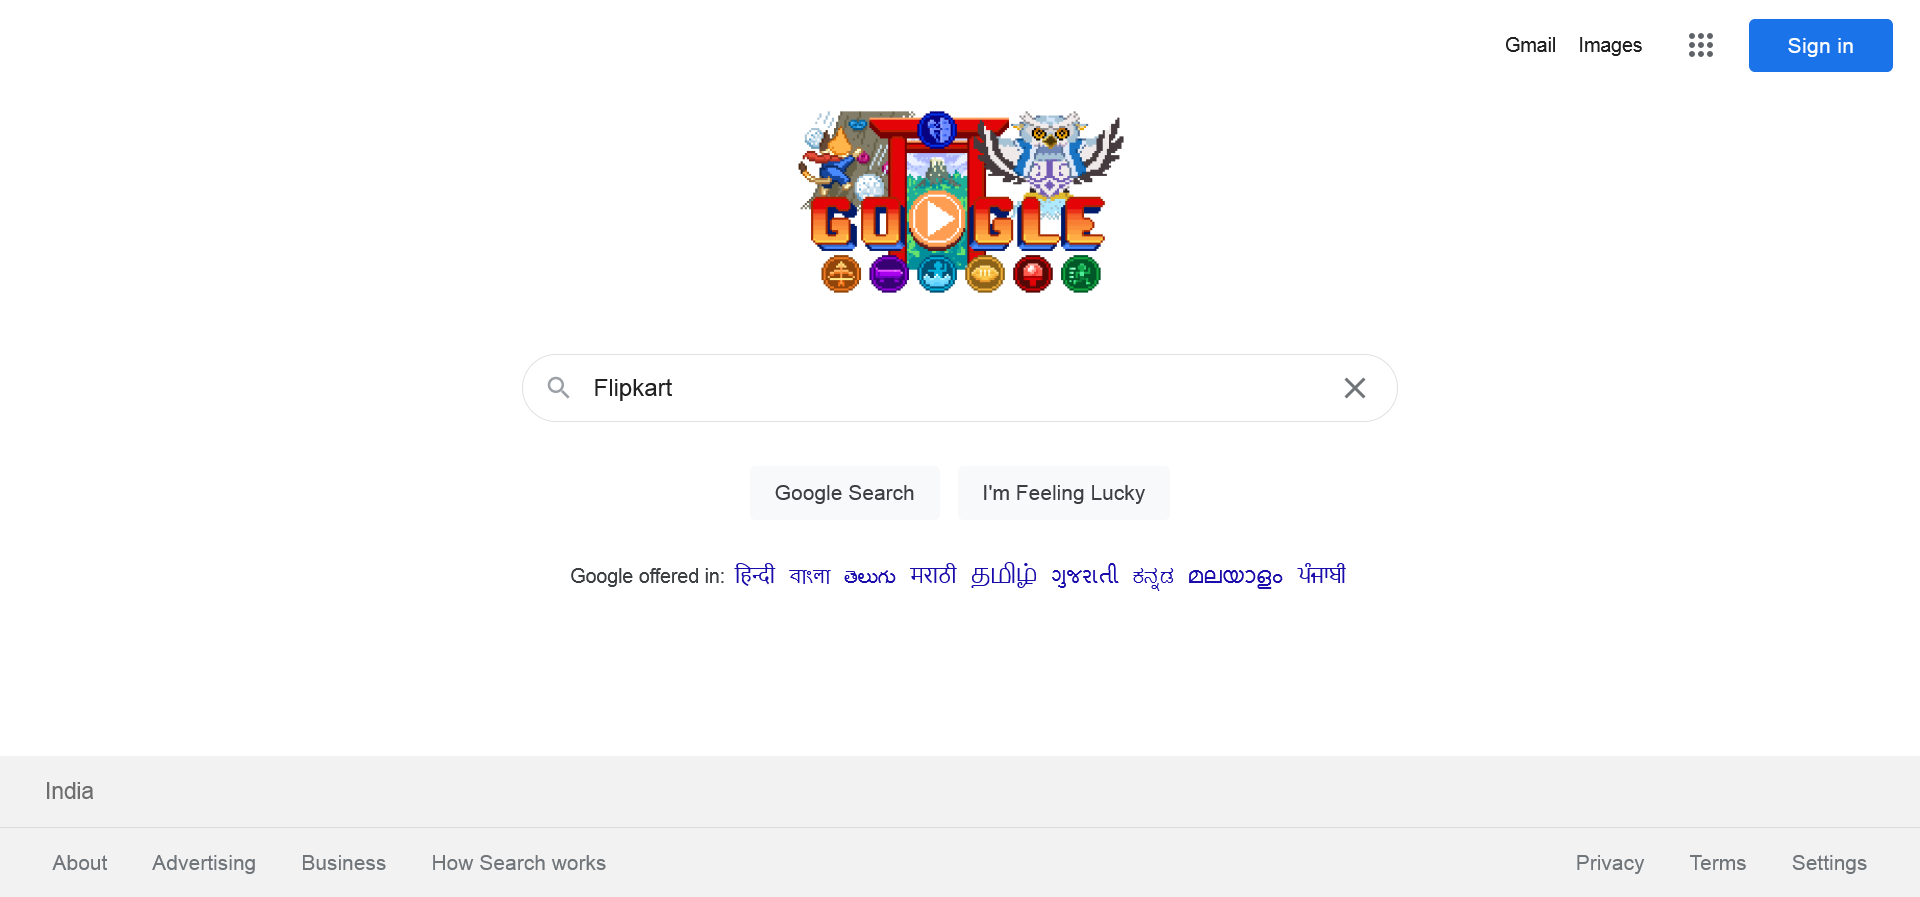 Gmail Images Sign in
GOOGLE
Flipkart
Google Search I'm Feeling Lucky
Google offered in: हिन्दी বাংলা తెలుగు मराठी தமிழ் ગુજરાતી ಕನ್ನಡ മലയാളം ਪੰਜਾਬੀ
India
About Advertising Business How Search works Privacy Terms Settings